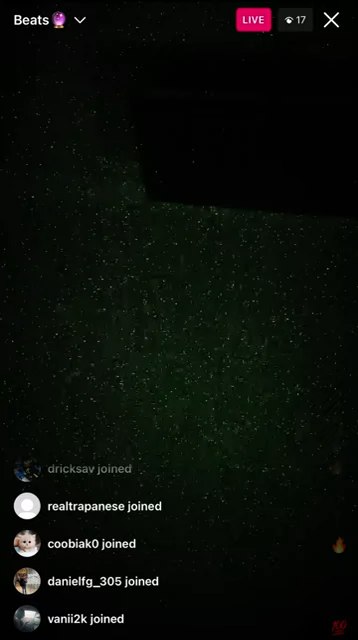 Beats🔮
LIVE
17
dricksav joined
realtrapanese joined
coobiak0 joined
danielfg_305 joined
vanii2k joined